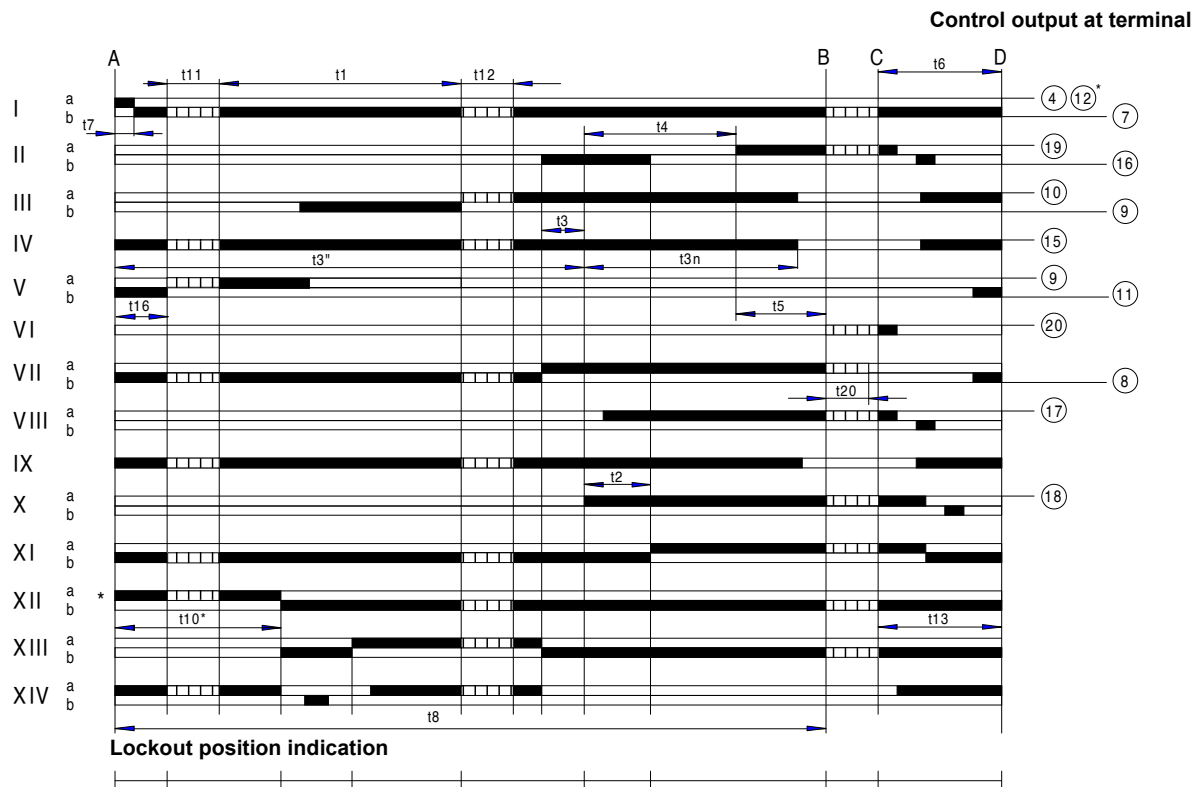 Control output at terminal
A B C D
t11 t1 t12 t6
I a b 4 12* 7
t7 t4
II a b 19 16
III a b 10 9
t3
IV 15
t3" t3n
V a b 9 11
t16 t5
VI 20
VII a b 8
t20
VIII a b 17
IX
t2
X a b 18
XI a b
* XII a b
t10* t13
XIII a b
XIV a b
t8
Lockout position indication